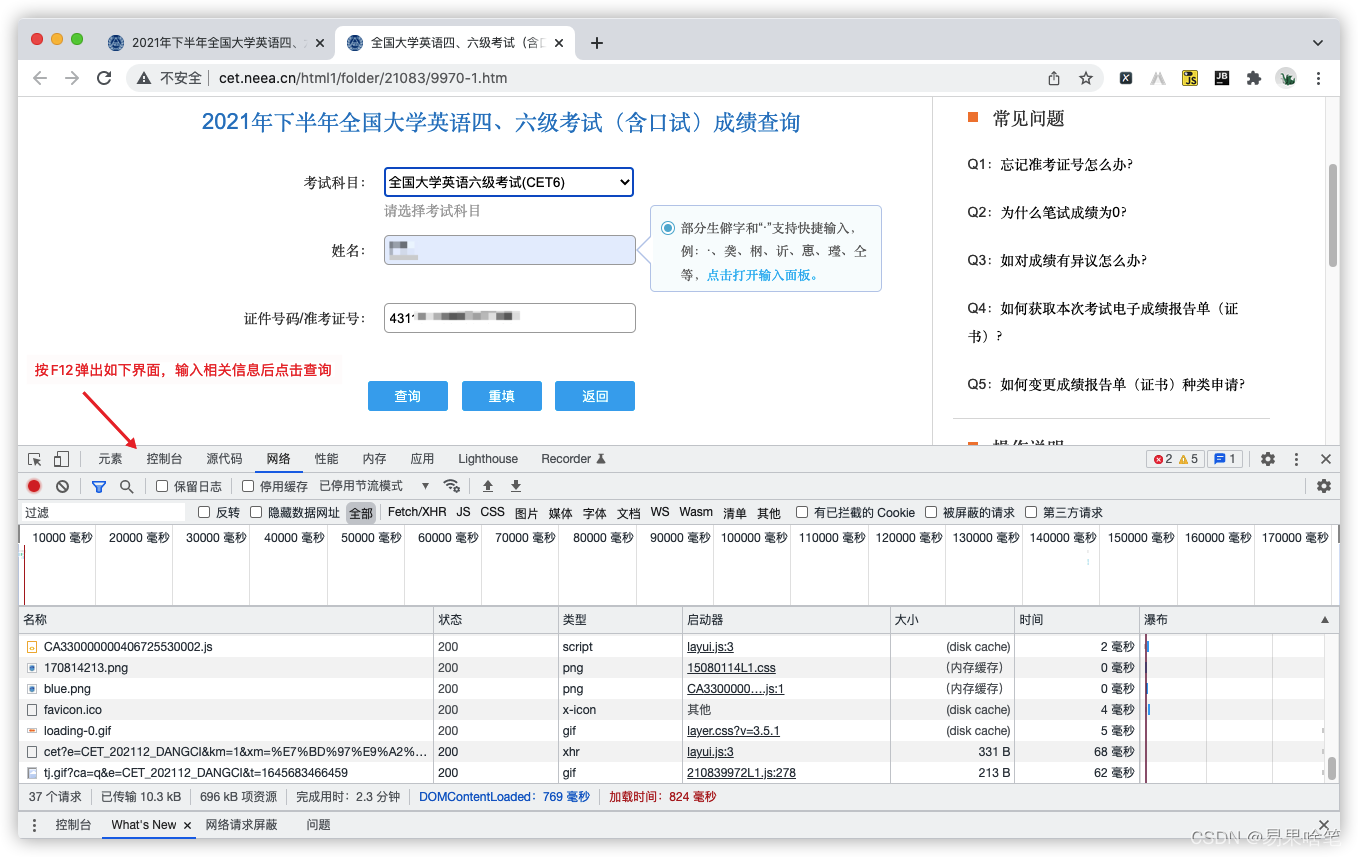 2021年下半年全国大学英语四、
全国大学英语四、六级考试（含口
不安全 cet.neea.cn/html1/folder/21083/9970-1.htm
2021年下半年全国大学英语四、六级考试（含口试）成绩查询
考试科目： 全国大学英语六级考试(CET6)
请选择考试科目
姓名：
部分生僻字和“·”支持快捷输入，
例：·、䶮、㭎、䜣、㥁、㻛、仝
等，点击打开输入面板。
证件号码/准考证号： 431
按F12弹出如下界面，输入相关信息后点击查询
查询 重填 返回
常见问题
Q1：忘记准考证号怎么办?
Q2：为什么笔试成绩为0?
Q3：如对成绩有异议怎么办?
Q4：如何获取本次考试电子成绩报告单（证
书）?
Q5：如何变更成绩报告单（证书）种类申请?
操作说明
元素 控制台 源代码 网络 性能 内存 应用 Lighthouse Recorder 2 5 1
保留日志 停用缓存 已停用节流模式
过滤 反转 隐藏数据网址 全部 Fetch/XHR JS CSS 图片 媒体 字体 文档 WS Wasm 清单 其他 有已拦截的 Cookie 被屏蔽的请求 第三方请求
10000 毫秒 20000 毫秒 30000 毫秒 40000 毫秒 50000 毫秒 60000 毫秒 70000 毫秒 80000 毫秒 90000 毫秒 100000 毫秒 110000 毫秒 120000 毫秒 130000 毫秒 140000 毫秒 150000 毫秒 160000 毫秒 170000 毫秒
名称 状态 类型 启动器 大小 时间 瀑布
CA330000000406725530002.js 200 script layui.js:3 (disk cache) 2 毫秒
170814213.png 200 png 15080114L1.css （内存缓存） 0 毫秒
blue.png 200 png CA3300000….js:1 （内存缓存） 0 毫秒
favicon.ico 200 x-icon 其他 (disk cache) 4 毫秒
loading-0.gif 200 gif layer.css?v=3.5.1 (disk cache) 5 毫秒
cet?e=CET_202112_DANGCI&km=1&xm=%E7%BD%97%E9%A2%… 200 xhr layui.js:3 331 B 68 毫秒
tj.gif?ca=q&e=CET_202112_DANGCI&t=1645683466459 200 gif 210839972L1.js:278 213 B 62 毫秒
37 个请求 已传输 10.3 kB 696 kB 项资源 完成用时：2.3 分钟 DOMContentLoaded：769 毫秒 加载时间：824 毫秒
控制台 What's New 网络请求屏蔽 问题
CSDN @易果啥笔